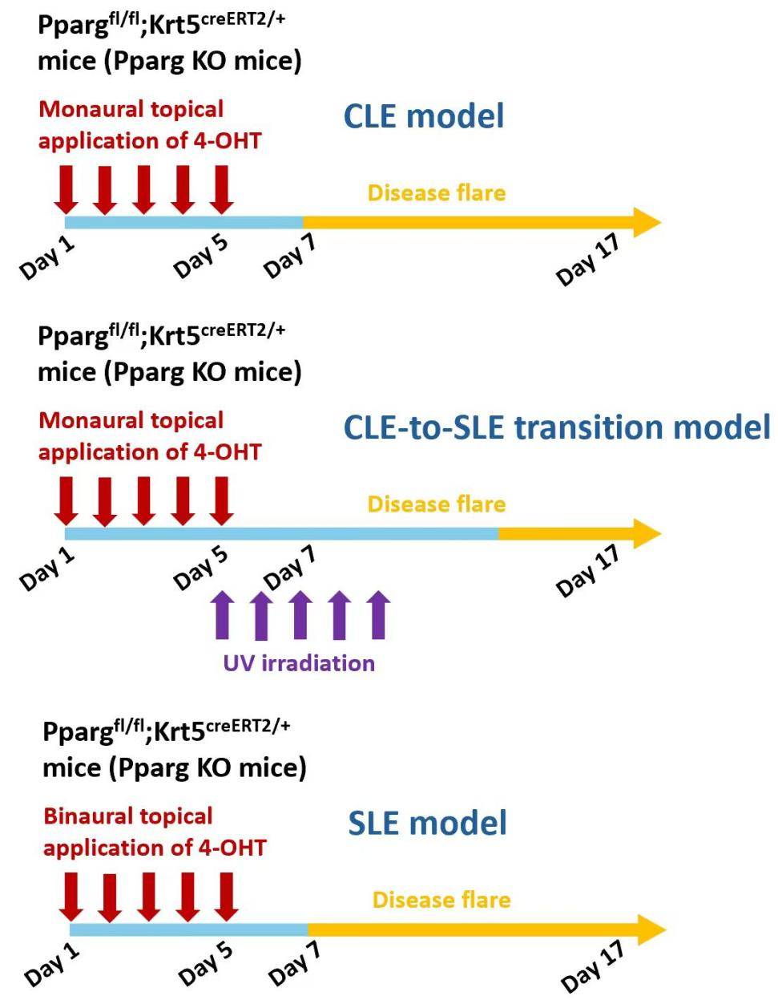 Ppargfl/fl;Krt5creERT2/+
mice (Pparg KO mice)
Monaural topical
application of 4-OHT
CLE model
Disease flare
Day 1
Day 5
Day 7
Day 17
Ppargfl/fl;Krt5creERT2/+
mice (Pparg KO mice)
Monaural topical
application of 4-OHT
CLE-to-SLE transition model
Disease flare
Day 1
Day 5
Day 7
Day 17
UV irradiation
Ppargfl/fl;Krt5creERT2/+
mice (Pparg KO mice)
Binaural topical
application of 4-OHT
SLE model
Disease flare
Day 1
Day 5
Day 7
Day 17